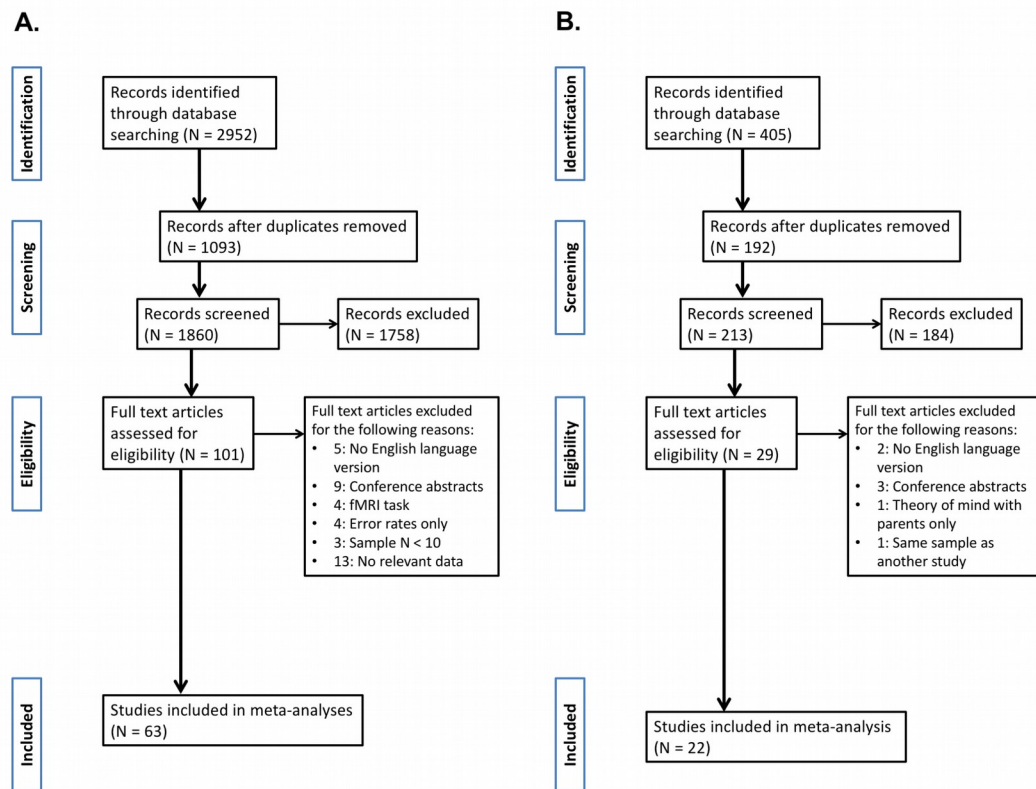 A.
Identification
Records identified
through database
searching (N = 2952)
Screening
Records after duplicates removed
(N = 1093)
Records screened
(N = 1860)
Records excluded
(N = 1758)
Eligibility
Full text articles
assessed for
eligibility (N = 101)
Full text articles excluded
for the following reasons:
• 5: No English language
version
• 9: Conference abstracts
• 4: fMRI task
• 4: Error rates only
• 3: Sample N < 10
• 13: No relevant data
Included
Studies included in meta-analyses
(N = 63)
B.
Identification
Records identified
through database
searching (N = 405)
Screening
Records after duplicates removed
(N = 192)
Records screened
(N = 213)
Records excluded
(N = 184)
Eligibility
Full text articles
assessed for
eligibility (N = 29)
Full text articles excluded
for the following reasons:
• 2: No English language
version
• 3: Conference abstracts
• 1: Theory of mind with
parents only
• 1: Same sample as
another study
Included
Studies included in meta-analysis
(N = 22)